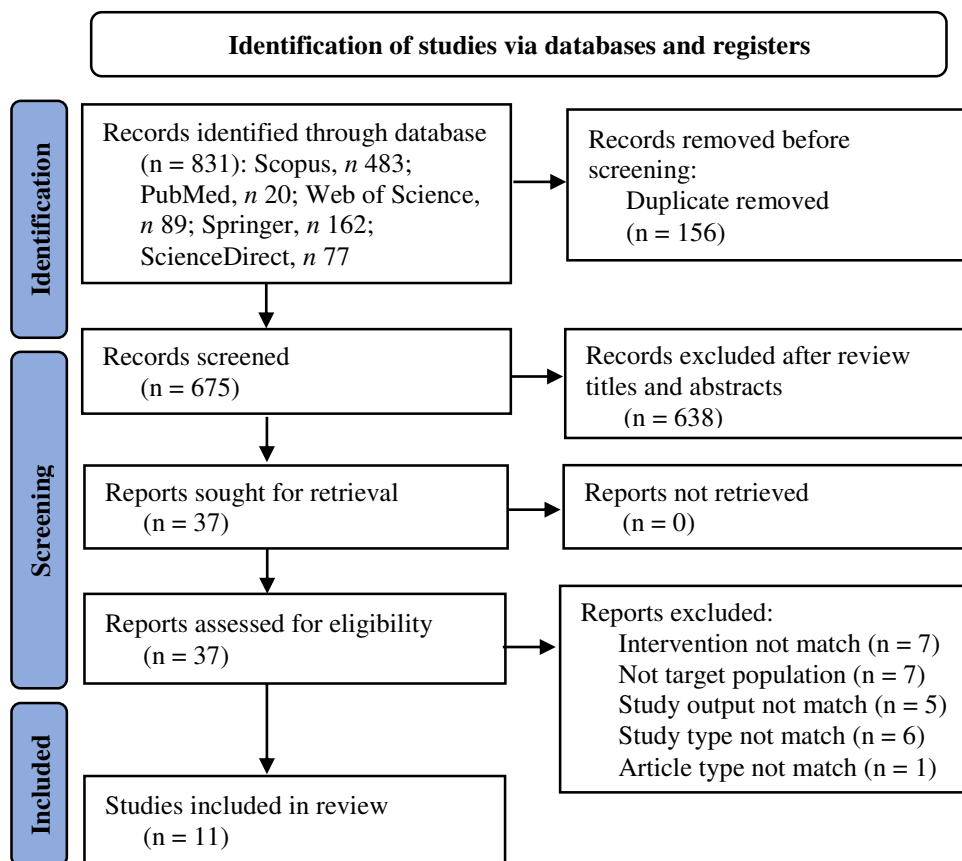 Identification of studies via databases and registers
Identification
Records identified through database
(n = 831): Scopus, n 483;
PubMed, n 20; Web of Science,
n 89; Springer, n 162;
ScienceDirect, n 77
Records removed before
screening:
Duplicate removed
(n = 156)
Screening
Records screened
(n = 675)
Records excluded after review
titles and abstracts
(n = 638)
Reports sought for retrieval
(n = 37)
Reports not retrieved
(n = 0)
Reports assessed for eligibility
(n = 37)
Reports excluded:
Intervention not match (n = 7)
Not target population (n = 7)
Study output not match (n = 5)
Study type not match (n = 6)
Article type not match (n = 1)
Included
Studies included in review
(n = 11)